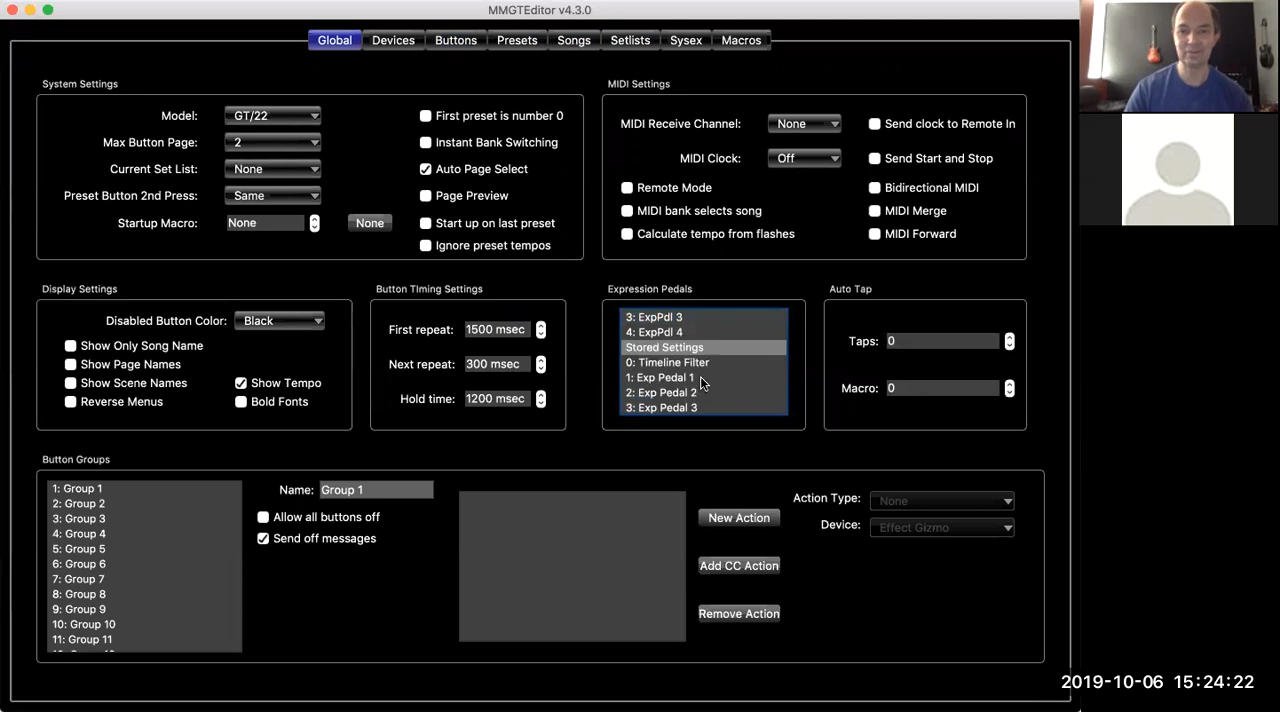 MMGTEditor v4.3.0
Global Devices Buttons Presets Songs Setlists Sysex Macros
System Settings
Model: GT/22
Max Button Page: 2
Current Set List: None
Preset Button 2nd Press: Same
Startup Macro: None None
First preset is number 0
Instant Bank Switching
Auto Page Select
Page Preview
Start up on last preset
Ignore preset tempos
MIDI Settings
MIDI Receive Channel: None Send clock to Remote In
MIDI Clock: Off Send Start and Stop
Remote Mode Bidirectional MIDI
MIDI bank selects song MIDI Merge
Calculate tempo from flashes MIDI Forward
Display Settings
Disabled Button Color: Black
Show Only Song Name
Show Page Names
Show Scene Names Show Tempo
Reverse Menus Bold Fonts
Button TIming Settings
First repeat: 1500 msec
Next repeat: 300 msec
Hold time: 1200 msec
Expression Pedals
3: ExpPdl 3
4: ExpPdl 4
Stored Settings
0: Timeline Filter
1: Exp Pedal 1
2: Exp Pedal 2
3: Exp Pedal 3
Auto Tap
Taps: 0
Macro: 0
Button Groups
1: Group 1
2: Group 2
3: Group 3
4: Group 4
5: Group 5
6: Group 6
7: Group 7
8: Group 8
9: Group 9
10: Group 10
11: Group 11
Name: Group 1
Allow all buttons off
Send off messages
New Action
Add CC Action
Remove Action
Action Type: None
Device: Effect Gizmo
2019-10-06 15:24:22